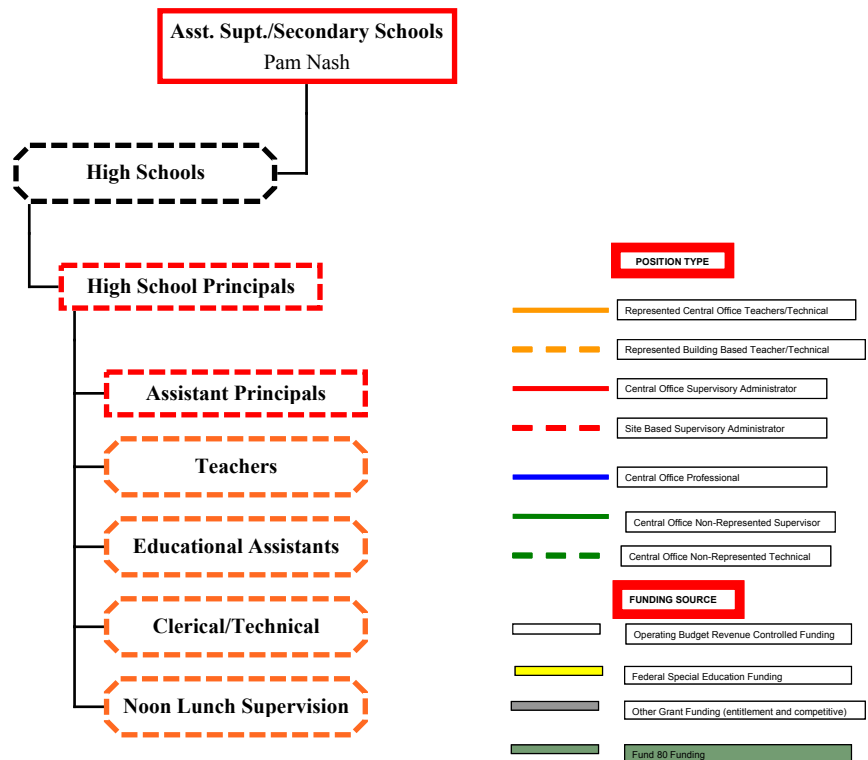 Asst. Supt./Secondary Schools
Pam Nash
High Schools
High School Principals
Assistant Principals
Teachers
Educational Assistants
Clerical/Technical
Noon Lunch Supervision
POSITION TYPE
Represented Central Office Teachers/Technical
Represented Building Based Teacher/Technical
Central Office Supervisory Administrator
Site Based Supervisory Administrator
Central Office Professional
Central Office Non-Represented Supervisor
Central Office Non-Represented Technical
FUNDING SOURCE
Operating Budget Revenue Controlled Funding
Federal Special Education Funding
Other Grant Funding (entitlement and competitive)
Fund 80 Funding